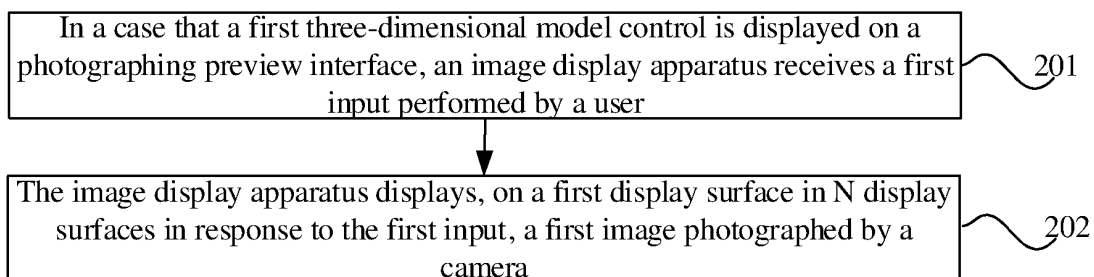 In a case that a first three-dimensional model control is displayed on a
photographing preview interface, an image display apparatus receives a first
input performed by a user
201
The image display apparatus displays, on a first display surface in N display
surfaces in response to the first input, a first image photographed by a
camera
202